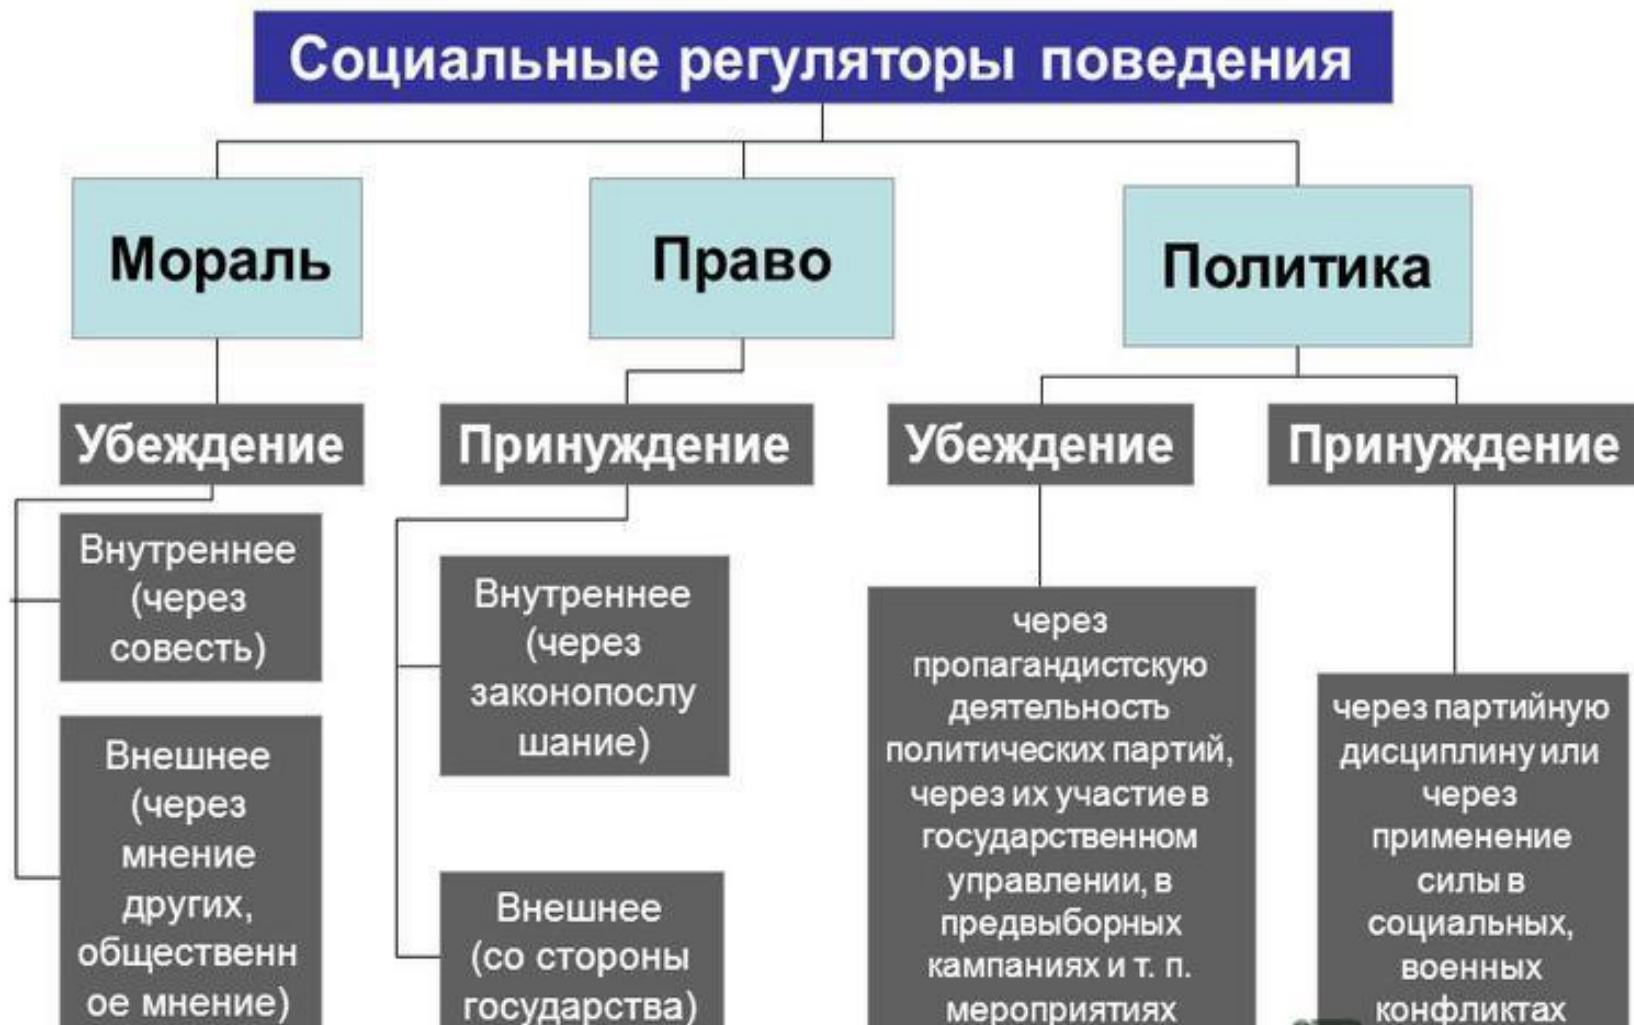 Социальные регуляторы поведения
Мораль
Право
Политика
Убеждение
Принуждение
Убеждение
Принуждение
Внутреннее
(через
совесть)
Внешнее
(через
мнение
других,
общественн
ое мнение)
Внутреннее
(через
законопослу
шание)
Внешнее
(со стороны
государства)
через
пропагандистскую
деятельность
политических партий,
через их участие в
государственном
управлении, в
предвыборных
кампаниях и т. п.
мероприятиях
через партийную
дисциплину или
через
применение
силы в
социальных,
военных
конфликтах